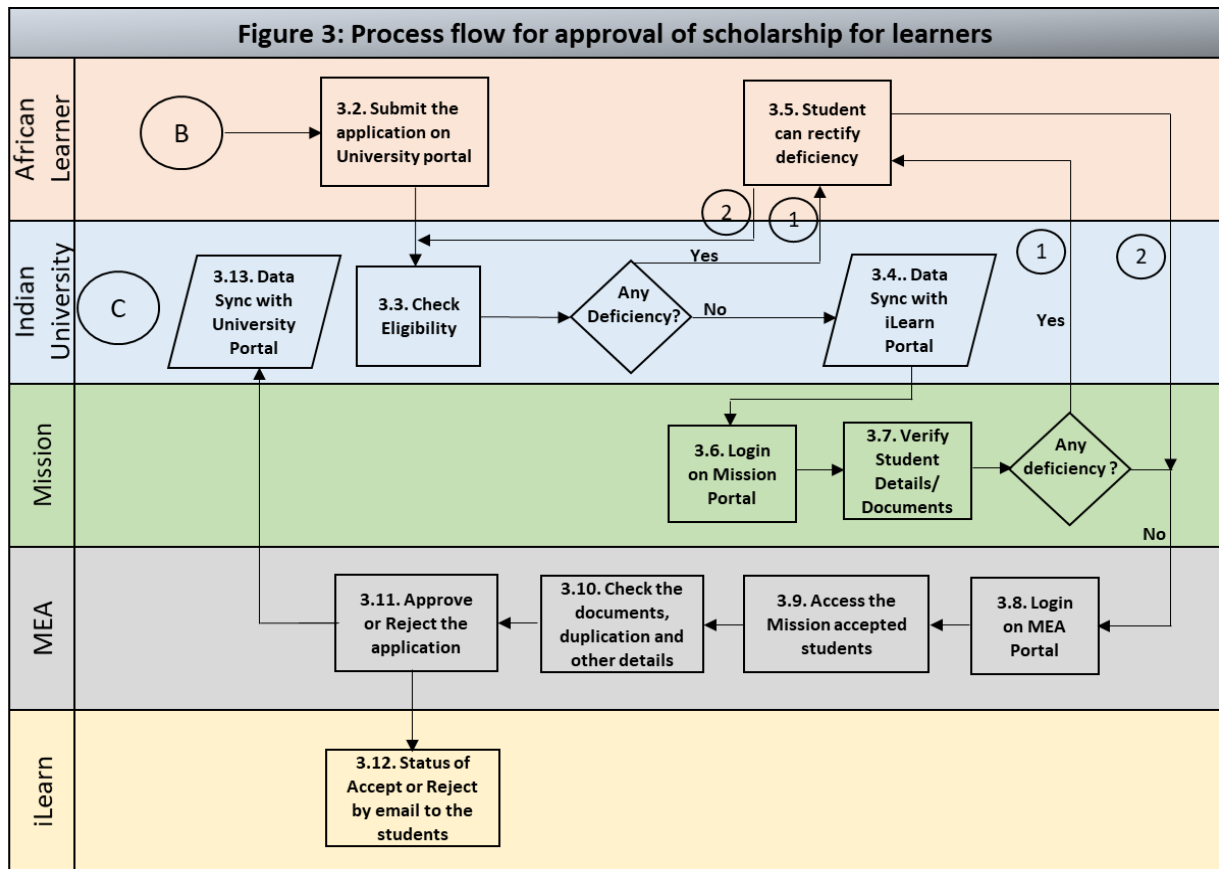 Figure 3: Process flow for approval of scholarship for learners
African
Learner
B
3.2. Submit the
application on
University portal
3.5. Student
can rectify
deficiency
2
1
Indian
University
C
3.13. Data
Sync with
University
Portal
3.3. Check
Eligibility
Any
Deficiency?
Yes
No
3.4.. Data
Sync with
iLearn
Portal
1
2
Yes
Mission
3.6. Login
on Mission
Portal
3.7. Verify
Student
Details/
Documents
Any
deficiency ?
No
MEA
3.11. Approve
or Reject the
application
3.10. Check the
documents,
duplication and
other details
3.9. Access the
Mission accepted
students
3.8. Login
on MEA
Portal
iLearn
3.12. Status of
Accept or Reject
by email to the
students